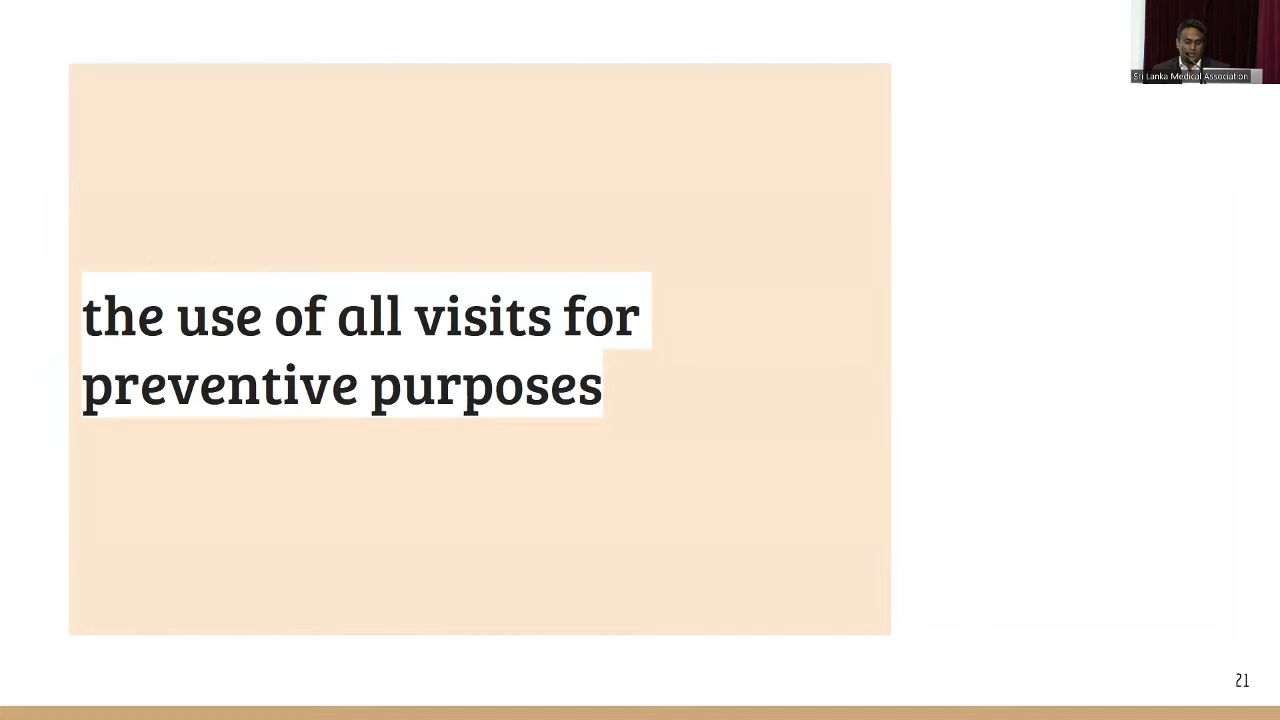 Sri Lanka Medical Association
the use of all visits for
preventive purposes
21